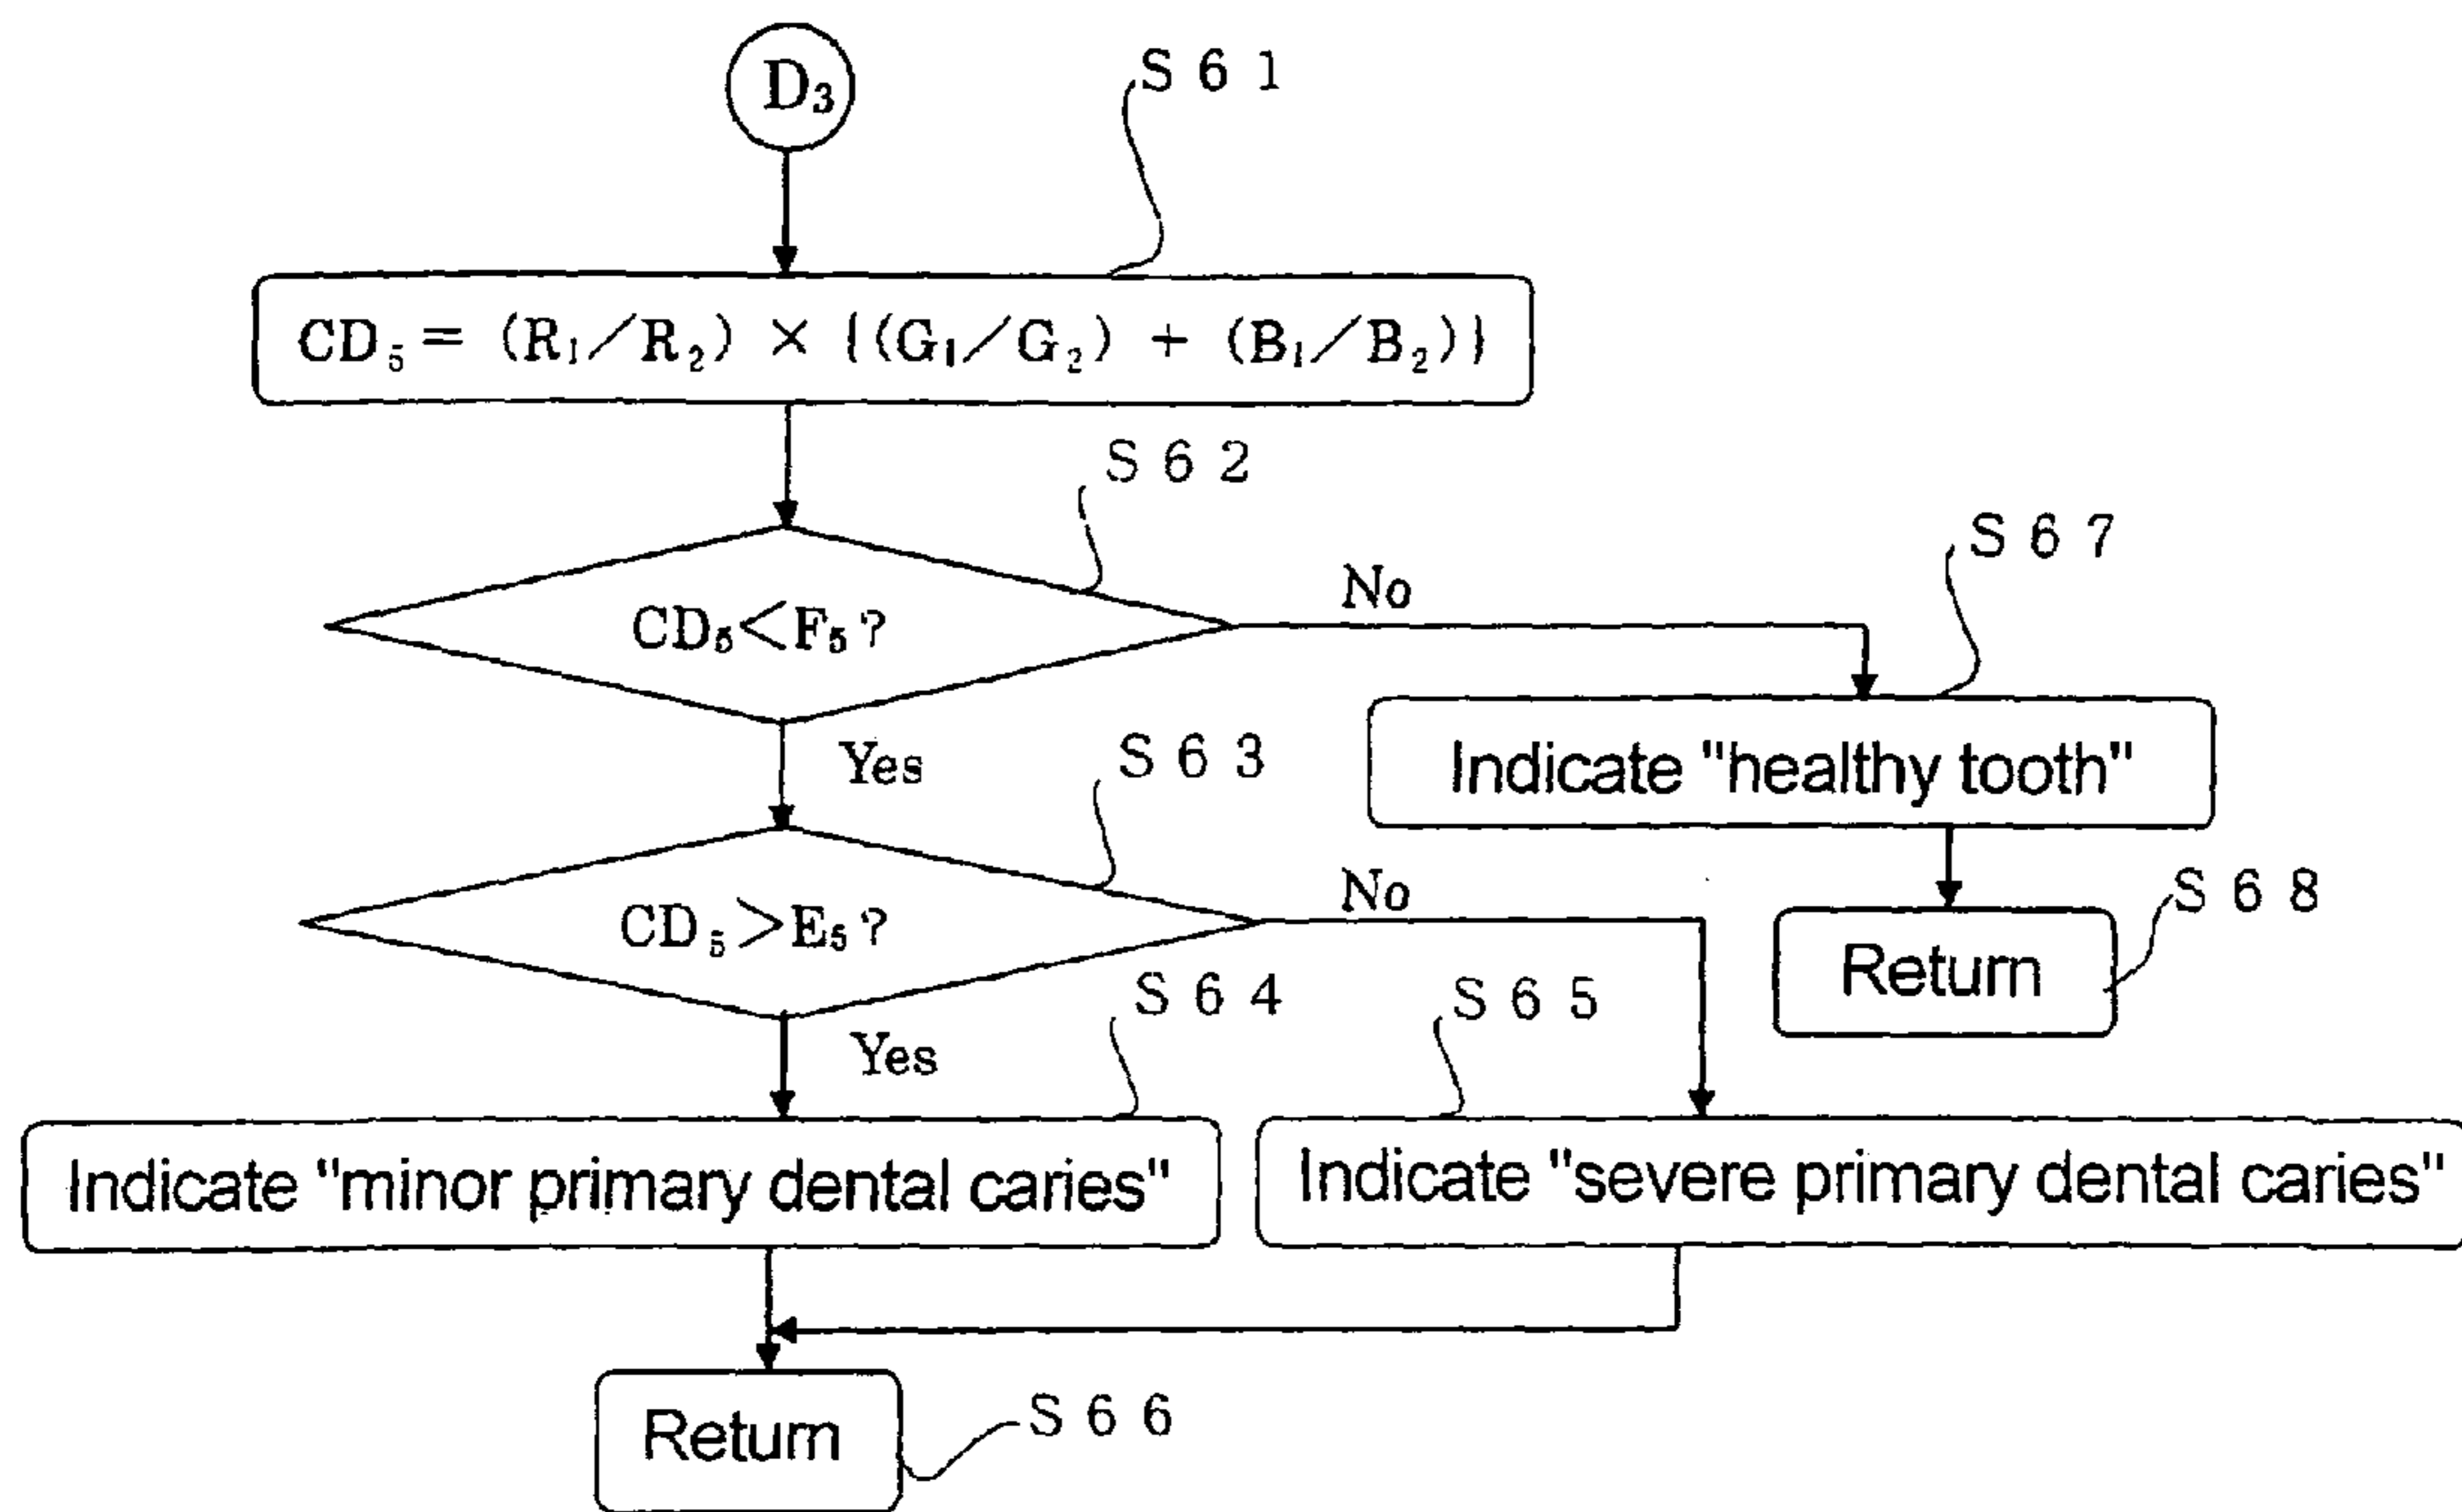 D₃
S61
CD₅ = (R₁/R₂) × {(G₁/G₂) + (B₁/B₂)}
S62
CD₅<F₅?
No
S67
Yes
Indicate "healthy tooth"
S63
CD₅>E₅?
No
S68
Return
Yes
S64
S65
Indicate "minor primary dental caries"
Indicate "severe primary dental caries"
Return
S66